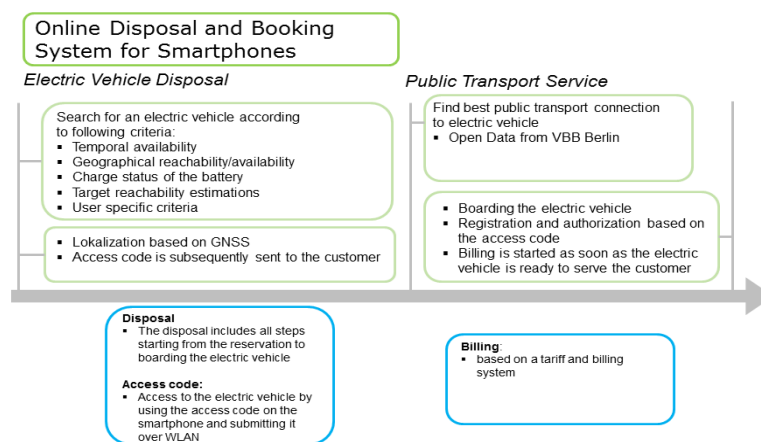 Online Disposal and Booking
System for Smartphones
Electric Vehicle Disposal
Search for an electric vehicle according
to following criteria:
▪ Temporal availability
▪ Geographical reachability/availability
▪ Charge status of the battery
▪ Target reachability estimations
▪ User specific criteria
▪ Lokalization based on GNSS
▪ Access code is subsequently sent to the customer
Public Transport Service
Find best public transport connection
to electric vehicle
▪ Open Data from VBB Berlin
▪ Boarding the electric vehicle
▪ Registration and authorization based on
the access code
▪ Billing is started as soon as the electric
vehicle is ready to serve the customer
Disposal
▪ The disposal includes all steps
starting from the reservation to
boarding the electric vehicle
Access code:
▪ Access to the electric vehicle by
using the access code on the
smartphone and submitting it
over WLAN
Billing:
▪ based on a tariff and billing
system